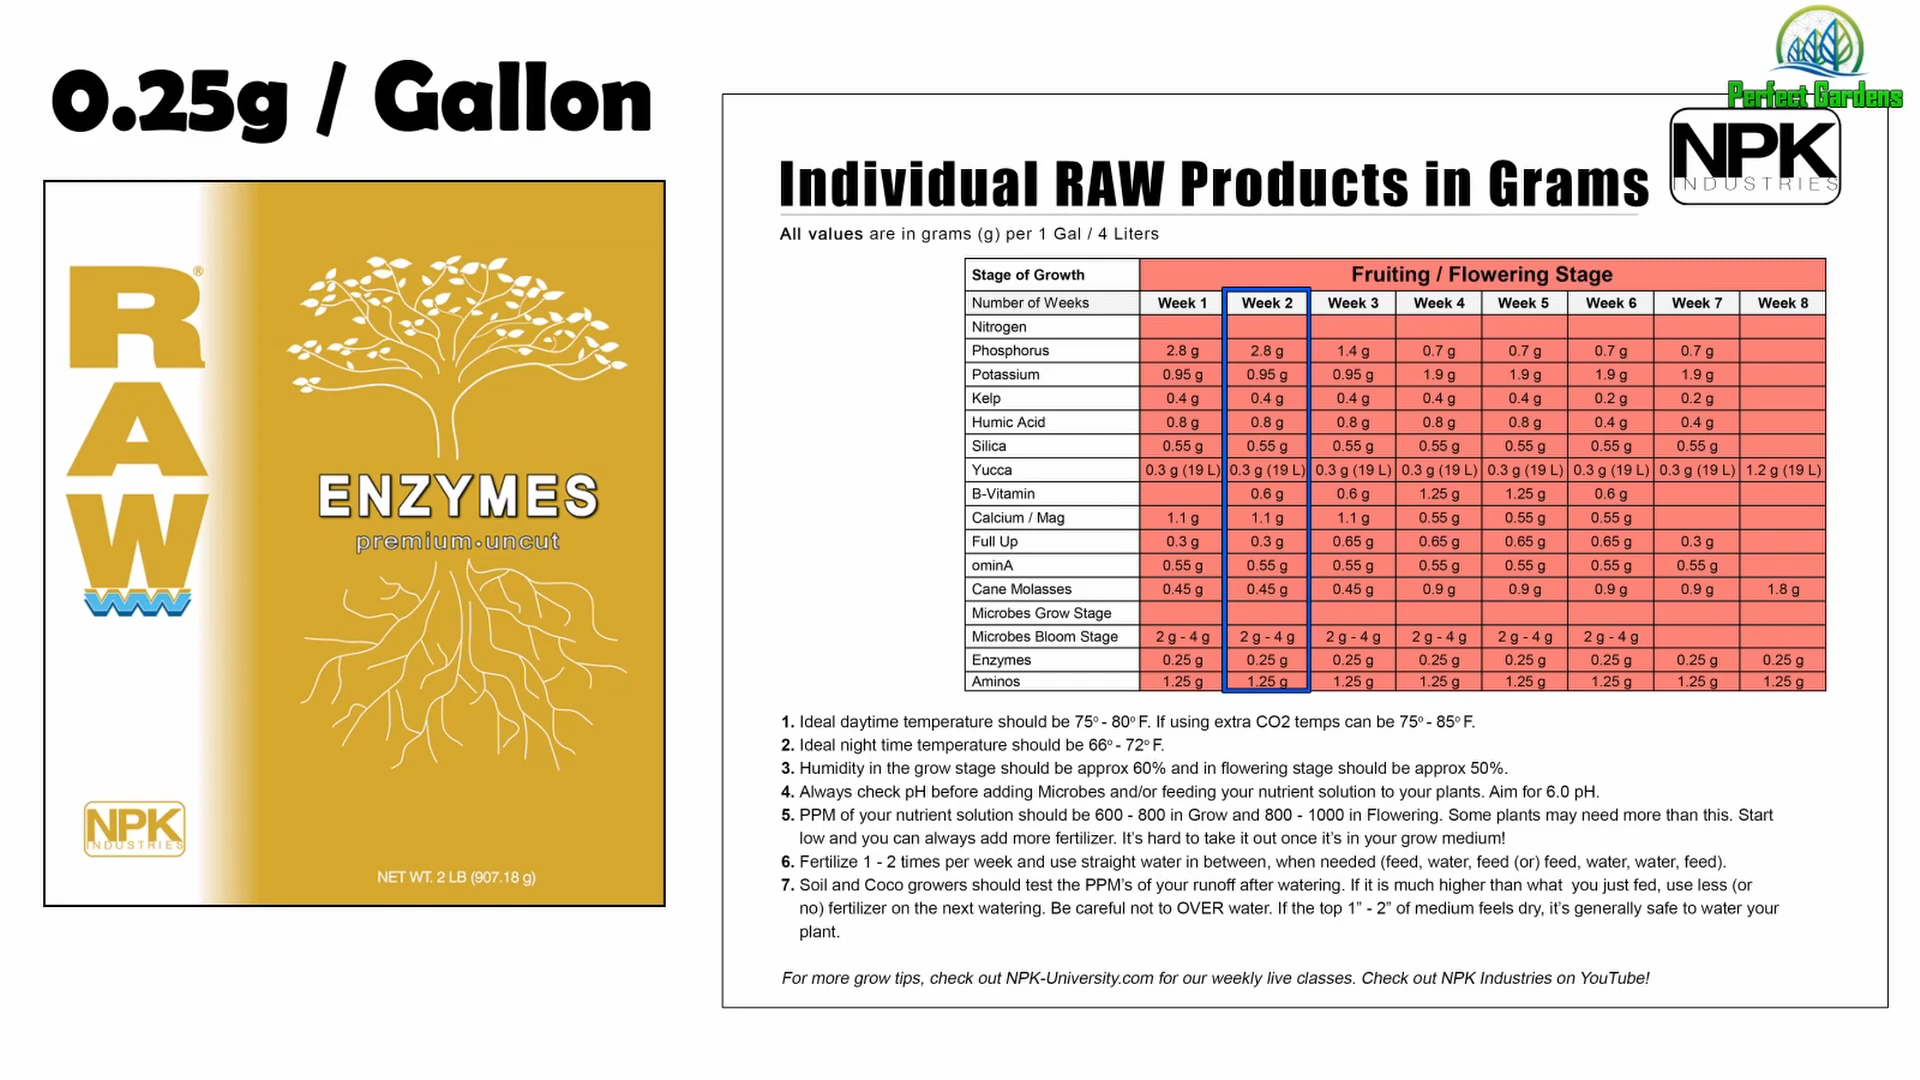 Perfect Gardens
0.25g / Gallon
RAW®
ENZYMES
premium•uncut
NPK
INDUSTRIES
NET WT. 2 LB (907.18 g)
NPK
INDUSTRIES
Individual RAW Products in Grams
All values are in grams (g) per 1 Gal / 4 Liters
Stage of Growth Fruiting / Flowering Stage
Number of Weeks Week 1 Week 2 Week 3 Week 4 Week 5 Week 6 Week 7 Week 8
Nitrogen
Phosphorus 2.8 g 2.8 g 1.4 g 0.7 g 0.7 g 0.7 g 0.7 g
Potassium 0.95 g 0.95 g 0.95 g 1.9 g 1.9 g 1.9 g 1.9 g
Kelp 0.4 g 0.4 g 0.4 g 0.4 g 0.4 g 0.2 g 0.2 g
Humic Acid 0.8 g 0.8 g 0.8 g 0.8 g 0.8 g 0.4 g 0.4 g
Silica 0.55 g 0.55 g 0.55 g 0.55 g 0.55 g 0.55 g 0.55 g
Yucca 0.3 g (19 L) 0.3 g (19 L) 0.3 g (19 L) 0.3 g (19 L) 0.3 g (19 L) 0.3 g (19 L) 0.3 g (19 L) 1.2 g (19 L)
B-Vitamin 0.6 g 0.6 g 1.25 g 1.25 g 0.6 g
Calcium / Mag 1.1 g 1.1 g 1.1 g 0.55 g 0.55 g 0.55 g
Full Up 0.3 g 0.3 g 0.65 g 0.65 g 0.65 g 0.65 g 0.3 g
ominA 0.55 g 0.55 g 0.55 g 0.55 g 0.55 g 0.55 g 0.55 g
Cane Molasses 0.45 g 0.45 g 0.45 g 0.9 g 0.9 g 0.9 g 0.9 g 1.8 g
Microbes Grow Stage
Microbes Bloom Stage 2 g - 4 g 2 g - 4 g 2 g - 4 g 2 g - 4 g 2 g - 4 g 2 g - 4 g
Enzymes 0.25 g 0.25 g 0.25 g 0.25 g 0.25 g 0.25 g 0.25 g 0.25 g
Aminos 1.25 g 1.25 g 1.25 g 1.25 g 1.25 g 1.25 g 1.25 g 1.25 g
1. Ideal daytime temperature should be 75º - 80º F. If using extra CO2 temps can be 75º - 85º F.
2. Ideal night time temperature should be 66º - 72º F.
3. Humidity in the grow stage should be approx 60% and in flowering stage should be approx 50%.
4. Always check pH before adding Microbes and/or feeding your nutrient solution to your plants. Aim for 6.0 pH.
5. PPM of your nutrient solution should be 600 - 800 in Grow and 800 - 1000 in Flowering. Some plants may need more than this. Start
low and you can always add more fertilizer. It's hard to take it out once it's in your grow medium!
6. Fertilize 1 - 2 times per week and use straight water in between, when needed (feed, water, feed (or) feed, water, water, feed).
7. Soil and Coco growers should test the PPM's of your runoff after watering. If it is much higher than what you just fed, use less (or
no) fertilizer on the next watering. Be careful not to OVER water. If the top 1” - 2” of medium feels dry, it's generally safe to water your
plant.
For more grow tips, check out NPK-University.com for our weekly live classes. Check out NPK Industries on YouTube!